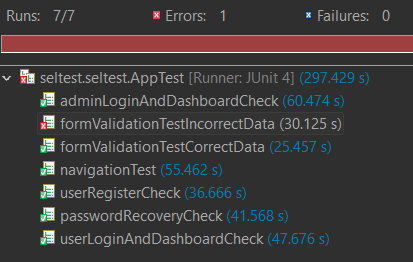 Runs: 7/7 Errors: 1 Failures: 0
seltest.seltest.AppTest [Runner: JUnit 4] (297.429 s)
adminLoginAndDashboardCheck (60.474 s)
formValidationTestIncorrectData (30.125 s)
formValidationTestCorrectData (25.457 s)
navigationTest (55.462 s)
userRegisterCheck (36.666 s)
passwordRecoveryCheck (41.568 s)
userLoginAndDashboardCheck (47.676 s)